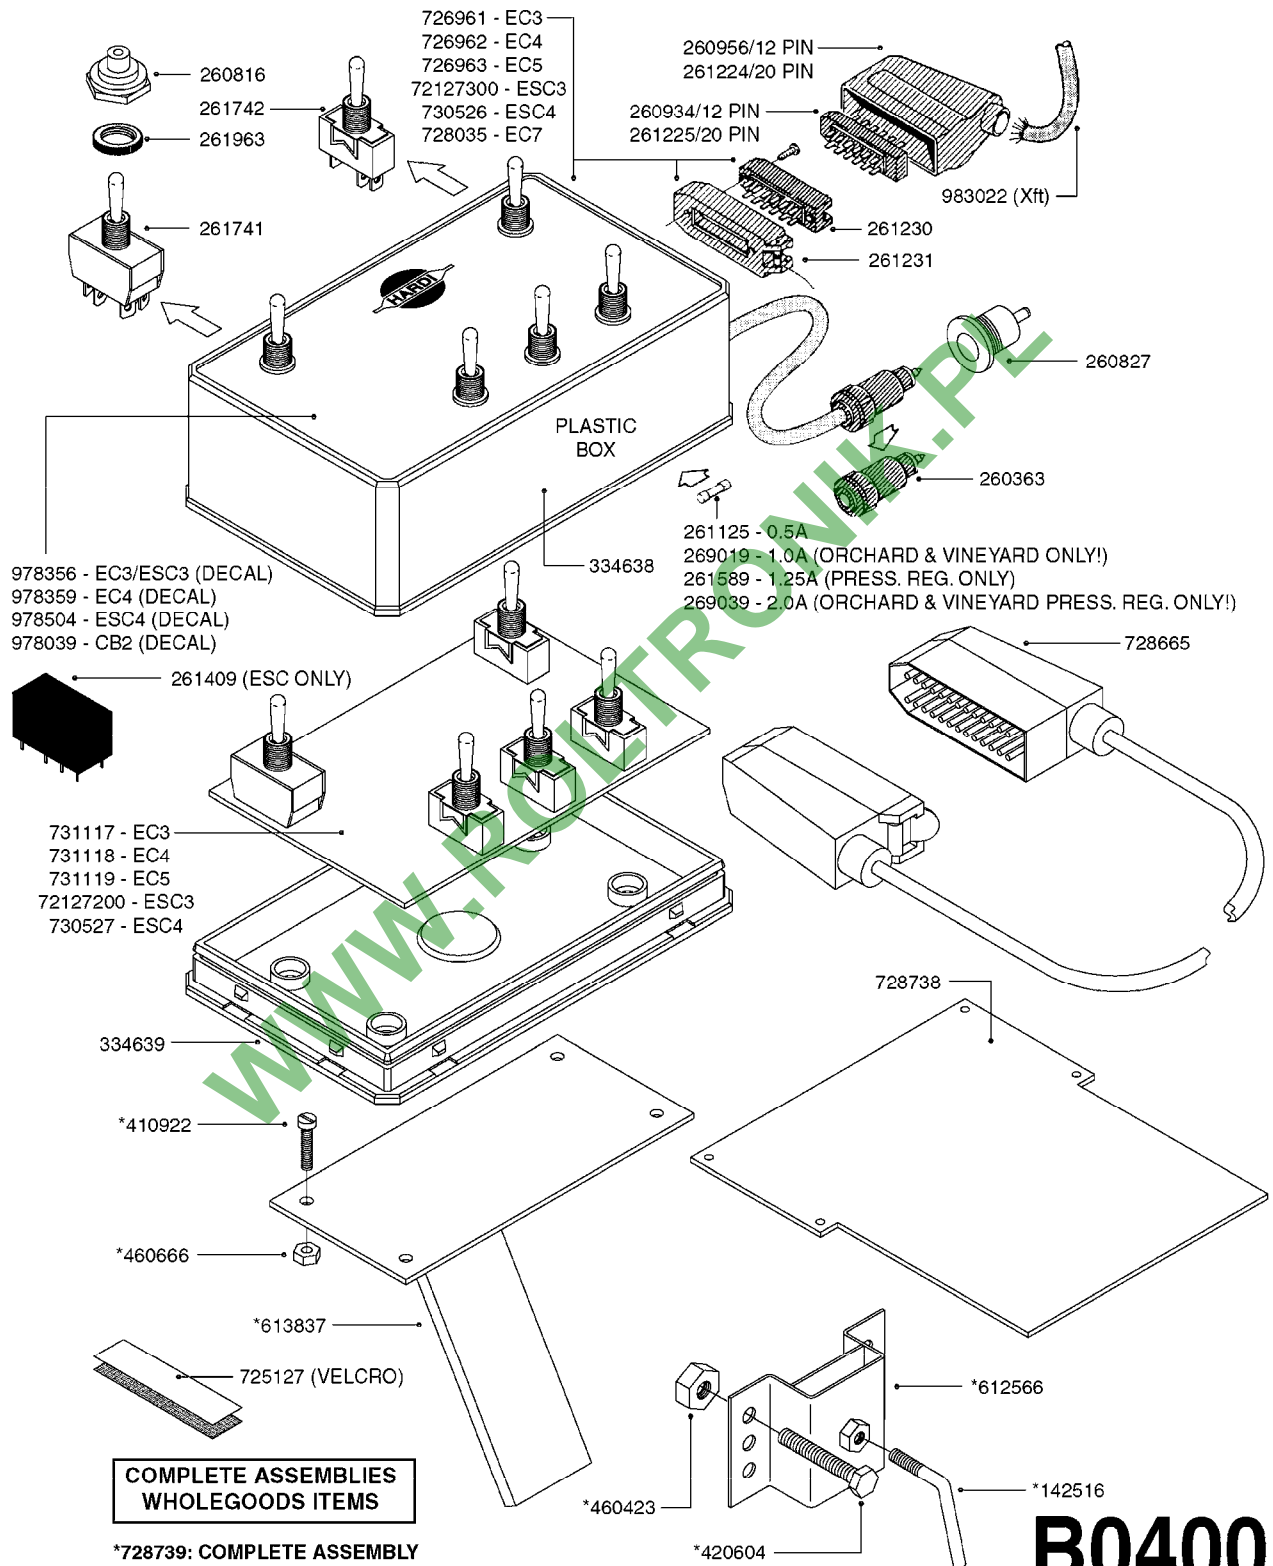 726961 - EC3
726962 - EC4
726963 - EC5
72127300 - ESC3
730526 - ESC4
728035 - EC7
260956/12 PIN
261224/20 PIN
260934/12 PIN
261225/20 PIN
983022 (Xft)
260816
261742
261963
261741
261230
261231
HARDI
260827
PLASTIC
BOX
260363
261125 - 0.5A
269019 - 1.0A (ORCHARD & VINEYARD ONLY!)
261589 - 1.25A (PRESS. REG. ONLY)
269039 - 2.0A (ORCHARD & VINEYARD PRESS. REG. ONLY!)
334638
978356 - EC3/ESC3 (DECAL)
978359 - EC4 (DECAL)
978504 - ESC4 (DECAL)
978039 - CB2 (DECAL)
728665
261409 (ESC ONLY)
731117 - EC3
731118 - EC4
731119 - EC5
72127200 - ESC3
730527 - ESC4
728738
334639
*410922
*460666
*613837
725127 (VELCRO)
*612566
*460423
*142516
*420604
COMPLETE ASSEMBLIES
WHOLEGOODS ITEMS
*728739: COMPLETE ASSEMBLY
B0400
WWW.ROLTRONIK.PL